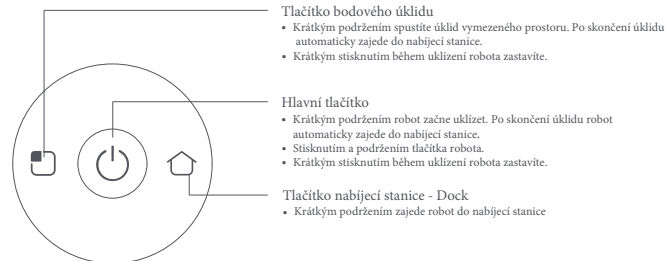 Tlačítko bodového úklidu
• Krátkým podržením spustíte úklid vymezeného prostoru. Po skončení úklidu
automaticky zajede do nabíjecí stanice.
• Krátkým stisknutím během uklízení robota zastavíte.
Hlavní tlačítko
• Krátkým podržením robot začne uklízet. Po skončení úklidu robot
automaticky zajede do nabíjecí stanice.
• Stisknutím a podržením tlačítka robota.
• Krátkým stisknutím během uklízení robota zastavíte.
Tlačítko nabíjecí stanice - Dock
• Krátkým podržením zajede robot do nabíjecí stanice